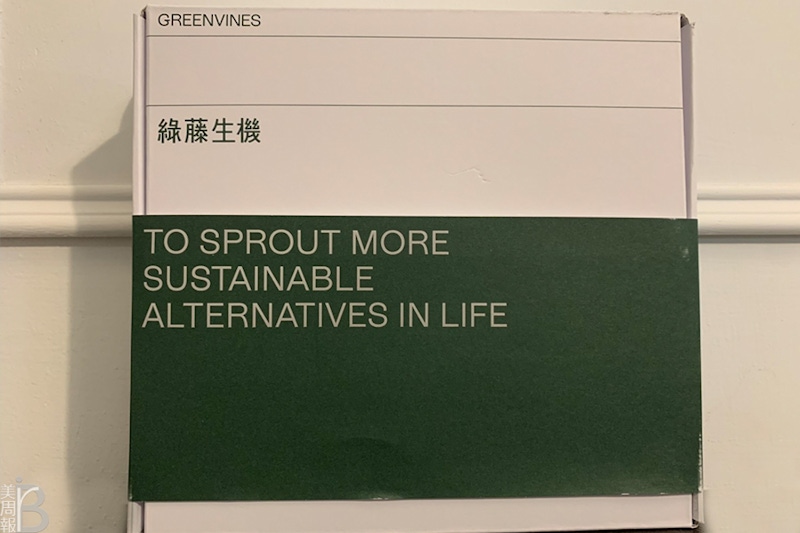 GREENVINES
綠藤生機
TO SPROUT MORE
SUSTAINABLE
ALTERNATIVES IN LIFE
美周報